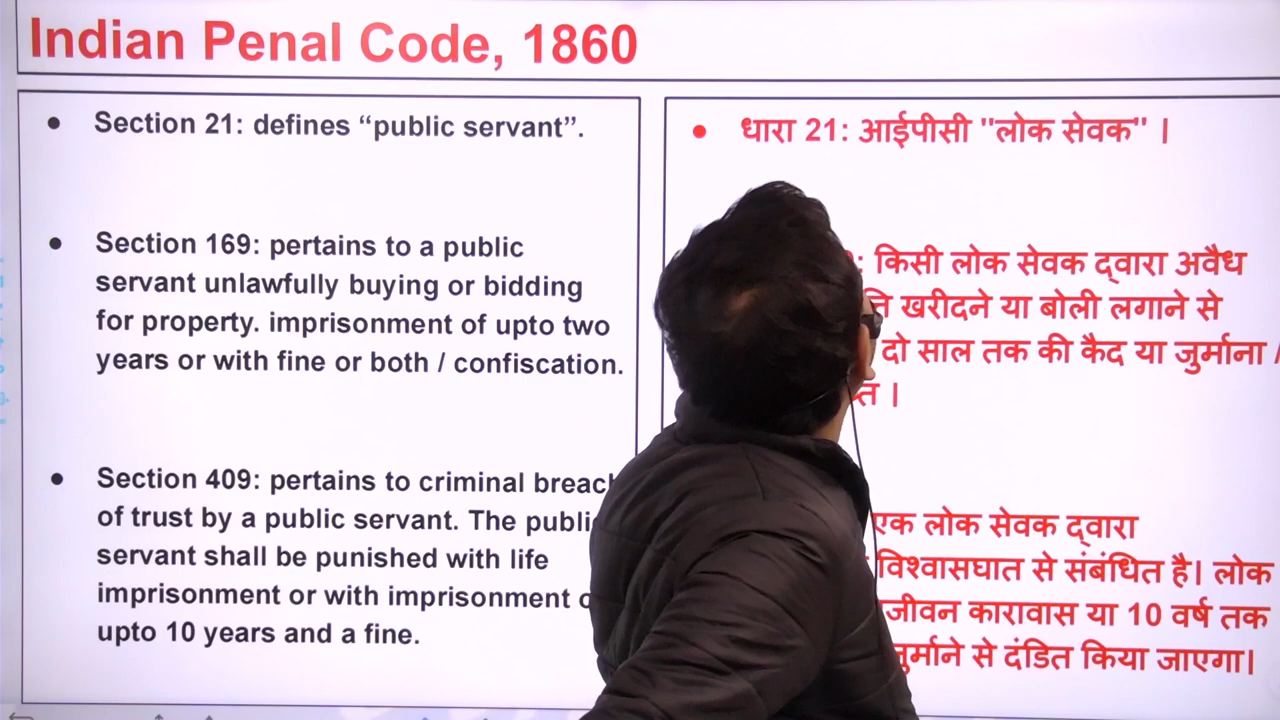 Indian Penal Code, 1860
Section 21: defines “public servant”.
Section 169: pertains to a public
servant unlawfully buying or bidding
for property. imprisonment of upto two
years or with fine or both / confiscation.
Section 409: pertains to criminal
of trust by a public servant. The
servant shall be punished with life
imprisonment or with imprisonment
upto 10 years and a fine.
धारा 21: आईपीसी "लोक सेवक" ।
किसी लोक सेवक द्वारा अवैध
खरीदने या बोली लगाने से
दो साल तक की कैद या जुर्माना /
।
एक लोक सेवक द्वारा
विश्वासघात से संबंधित है। लोक
जीवन कारावास या 10 वर्ष तक
से दंडित किया जाएगा।